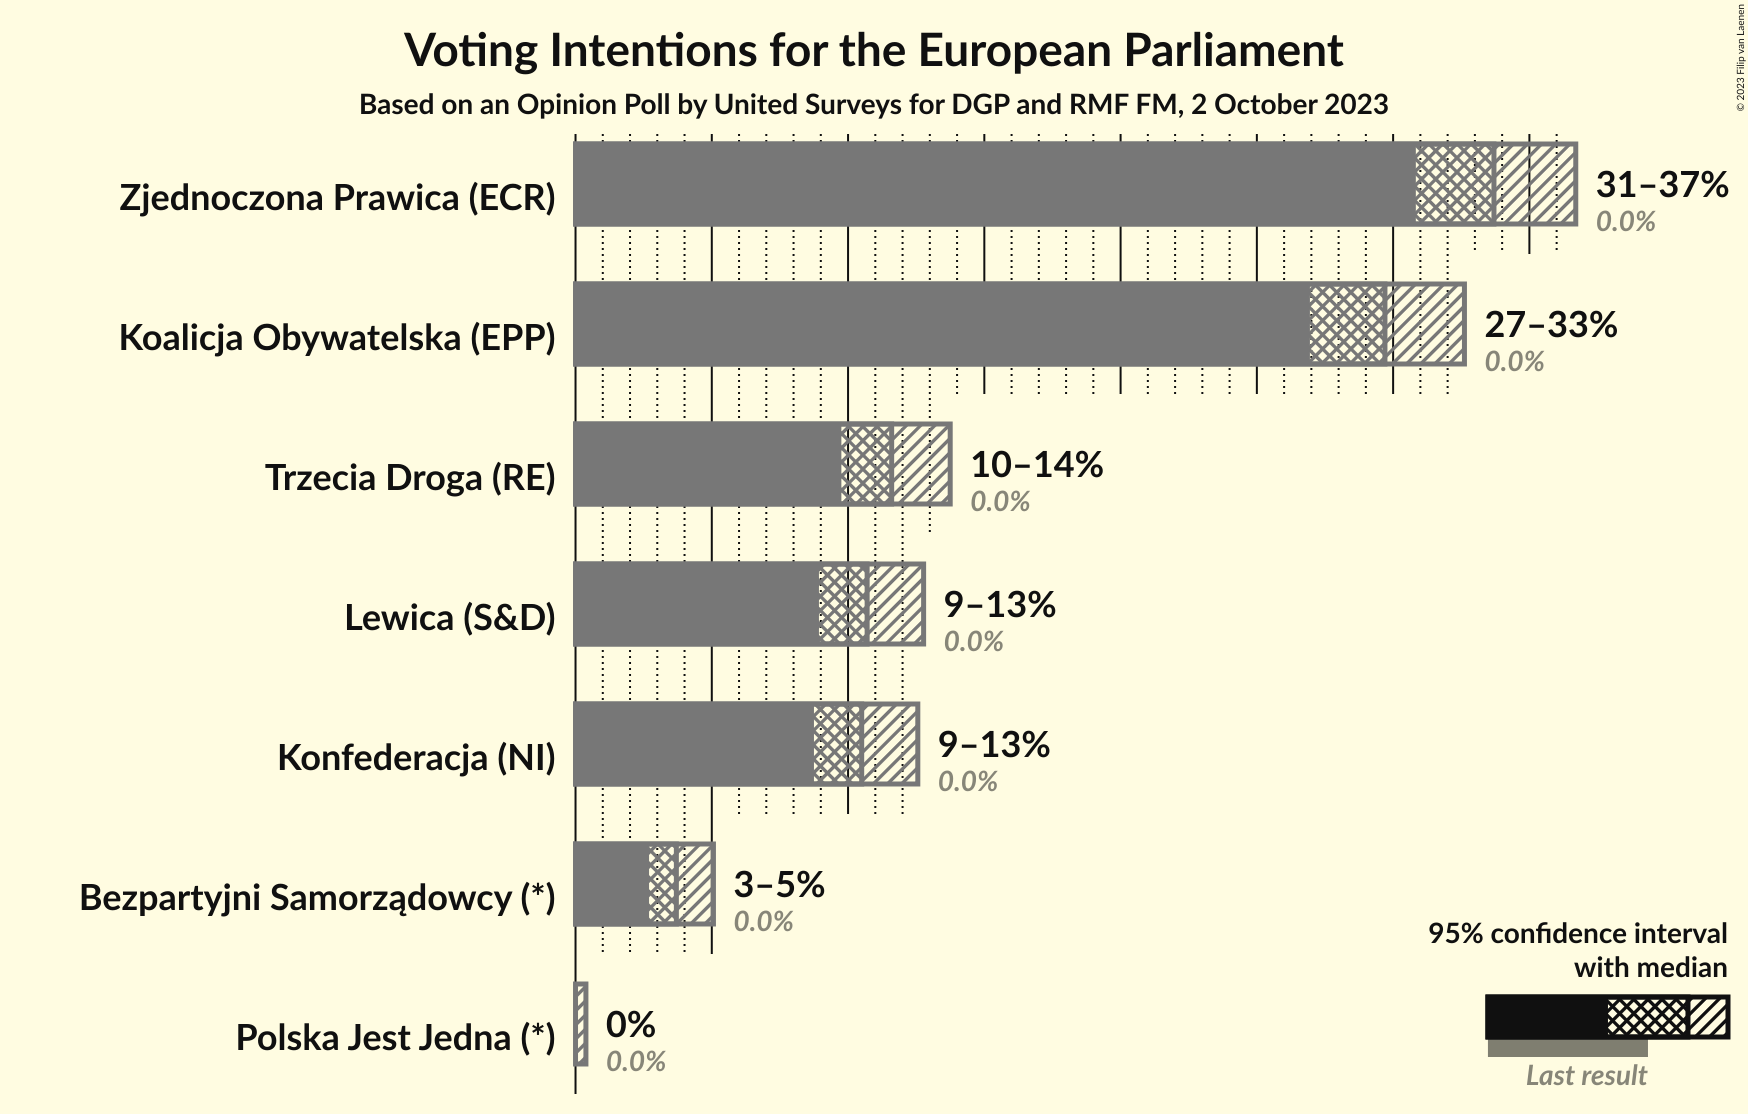 Voting Intentions for the European Parliament
Based on an Opinion Poll by United Surveys for DGP and RMF FM, 2 October 2023
© 2023 Filip van Laenen
Zjednoczona Prawica (ECR)
31–37%
0.0%
Koalicja Obywatelska (EPP)
27–33%
0.0%
Trzecia Droga (RE)
10–14%
0.0%
Lewica (S&D)
9–13%
0.0%
Konfederacja (NI)
9–13%
0.0%
Bezpartyjni Samorządowcy (*)
3–5%
0.0%
Polska Jest Jedna (*)
0%
0.0%
95% confidence interval
with median
Last result